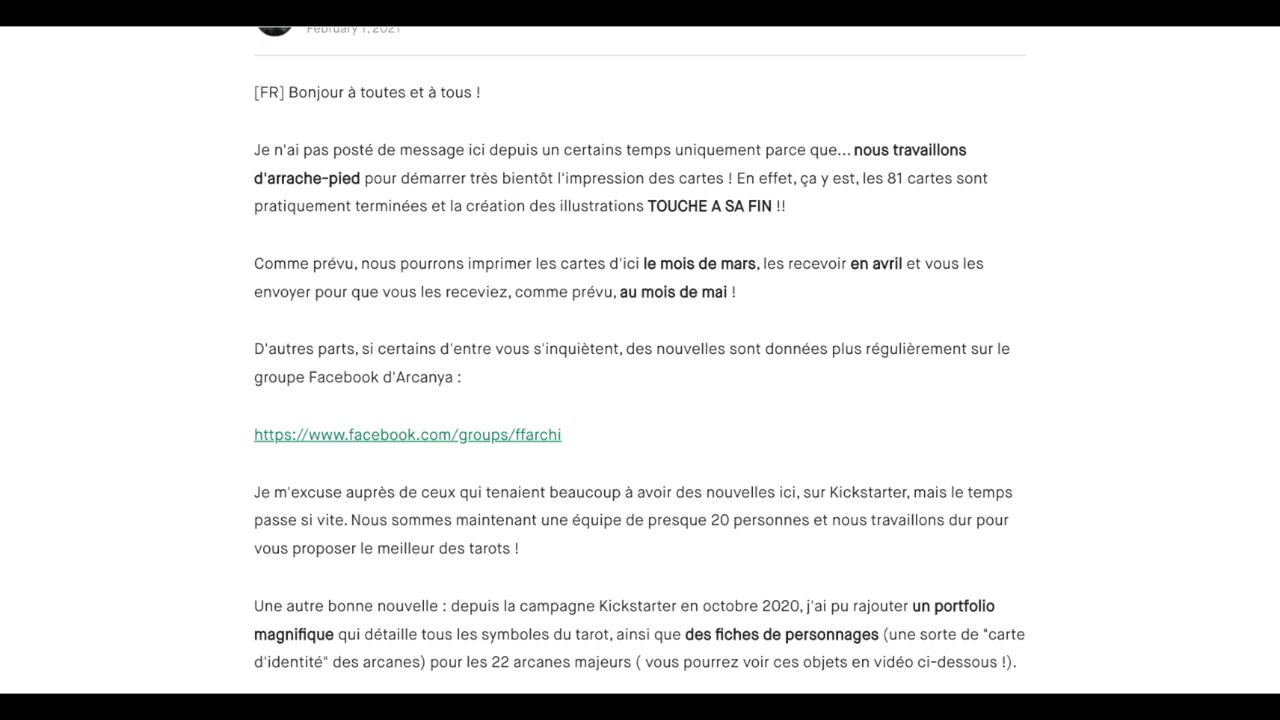 February 1, 2021
[FR] Bonjour à toutes et à tous !
Je n'ai pas posté de message ici depuis un certains temps uniquement parce que... nous travaillons
d'arrache-pied pour démarrer très bientôt l'impression des cartes ! En effet, ça y est, les 81 cartes sont
pratiquement terminées et la création des illustrations TOUCHE A SA FIN !!
Comme prévu, nous pourrons imprimer les cartes d'ici le mois de mars, les recevoir en avril et vous les
envoyer pour que vous les receviez, comme prévu, au mois de mai !
D'autres parts, si certains d'entre vous s'inquiètent, des nouvelles sont données plus régulièrement sur le
groupe Facebook d'Arcanya :
https://www.facebook.com/groups/ffarchi
Je m'excuse auprès de ceux qui tenaient beaucoup à avoir des nouvelles ici, sur Kickstarter, mais le temps
passe si vite. Nous sommes maintenant une équipe de presque 20 personnes et nous travaillons dur pour
vous proposer le meilleur des tarots !
Une autre bonne nouvelle : depuis la campagne Kickstarter en octobre 2020, j'ai pu rajouter un portfolio
magnifique qui détaille tous les symboles du tarot, ainsi que des fiches de personnages (une sorte de "carte
d'identité" des arcanes) pour les 22 arcanes majeurs ( vous pourrez voir ces objets en vidéo ci-dessous !).